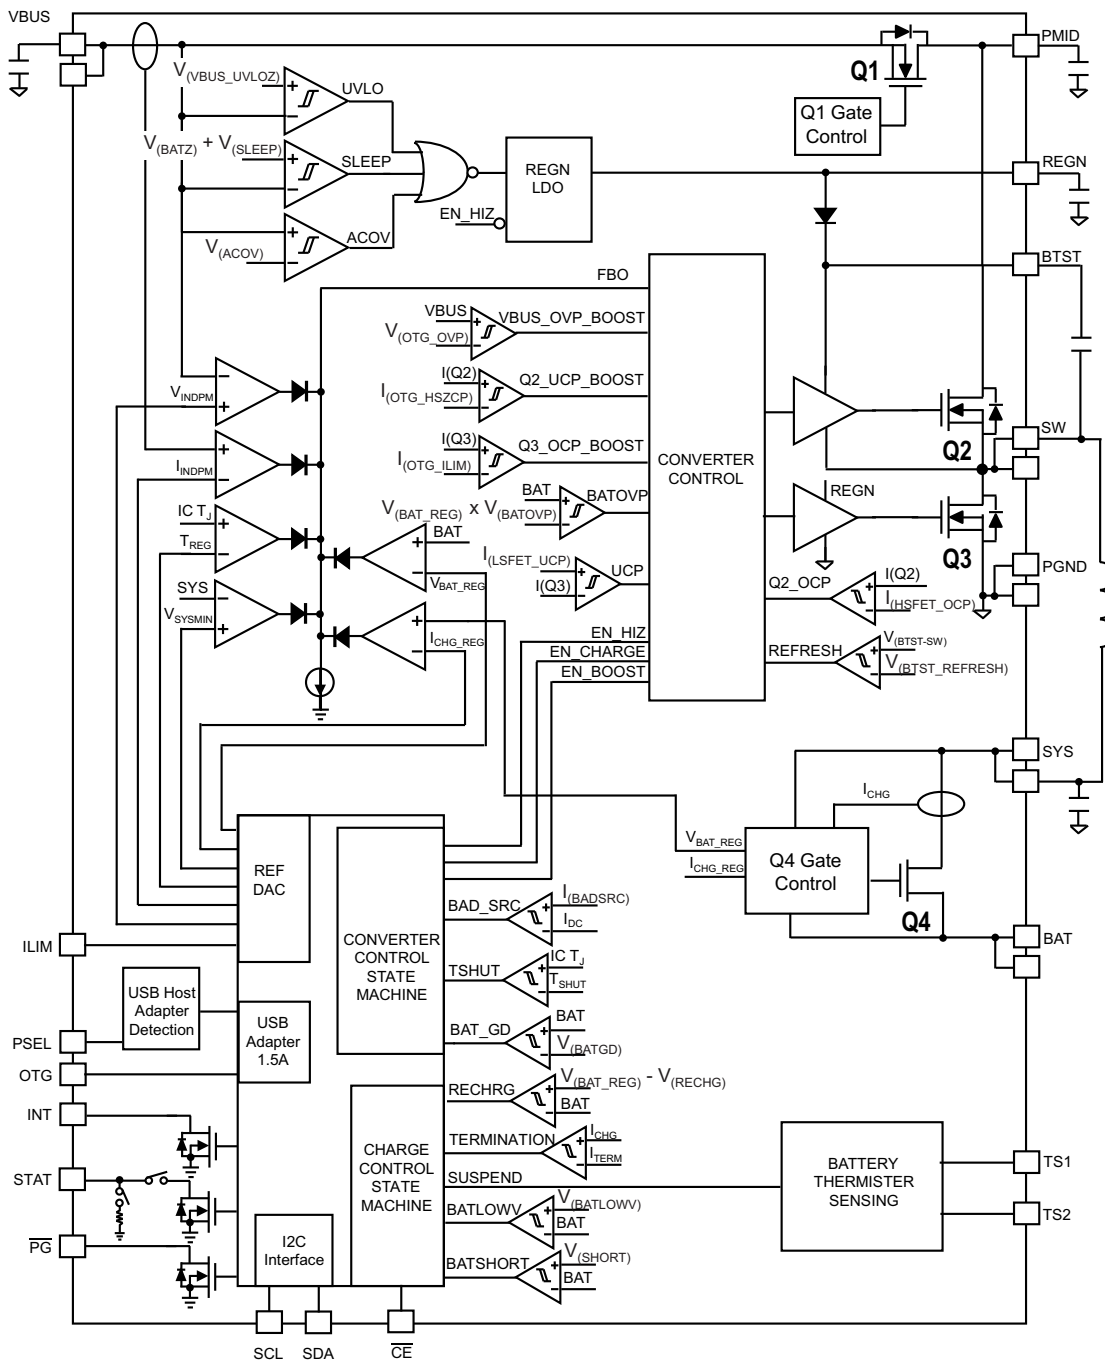 VBUS
PMID
Q1
V(VBUS_UVLOZ)
+
UVLO
−
Q1 Gate
Control
V(BATZ) + V(SLEEP)
+
SLEEP
−
REGN
LDO
REGN
EN_HIZ
+
ACOV
V(ACOV)
−
BTST
FBO
VBUS
+
VBUS_OVP_BOOST
V(OTG_OVP)
−
I(Q2)
+
Q2_UCP_BOOST
I(OTG_HSZCP)
−
−
VINDPM
+
SW
Q2
I(Q3)
+
Q3_OCP_BOOST
I(OTG_ILIM)
−
+
IINDPM
−
CONVERTER
CONTROL
BAT
+
BATOVP
V(BAT_REG) x V(BATOVP)
−
REGN
IC TJ
+
TREG
−
+
BAT
−
VBAT_REG
Q3
I(LSFET_UCP)
+
UCP
I(Q3)
−
PGND
Q2_OCP
+
I(Q2)
−
I(HSFET_OCP)
SYS
−
VSYSMIN
+
+
ICHG_REG
−
EN_HIZ
EN_CHARGE
EN_BOOST
REFRESH
+
V(BTST-SW)
−
V(BTST_REFRESH)
SYS
ICHG
VBAT_REG
ICHG_REG
Q4 Gate
Control
Q4
REF
DAC
BAD_SRC
+
I(BADSRC)
−
IDC
BAT
ILIM
CONVERTER
CONTROL
STATE
MACHINE
TSHUT
+
IC TJ
−
TSHUT
USB Host
Adapter
Detection
USB
Adapter
1.5A
BAT_GD
+
BAT
−
V(BATGD)
PSEL
OTG
RECHRG
+
V(BAT_REG) - V(RECHG)
−
BAT
INT
CHARGE
CONTROL
STATE
MACHINE
TERMINATION
+
ICHG
−
ITERM
SUSPEND
BATTERY
THERMISTER
SENSING
TS1
TS2
STAT
BATLOWV
+
V(BATLOWV)
−
BAT
PG
I2C
Interface
BATSHORT
+
V(SHORT)
−
BAT
SCL
SDA
CE